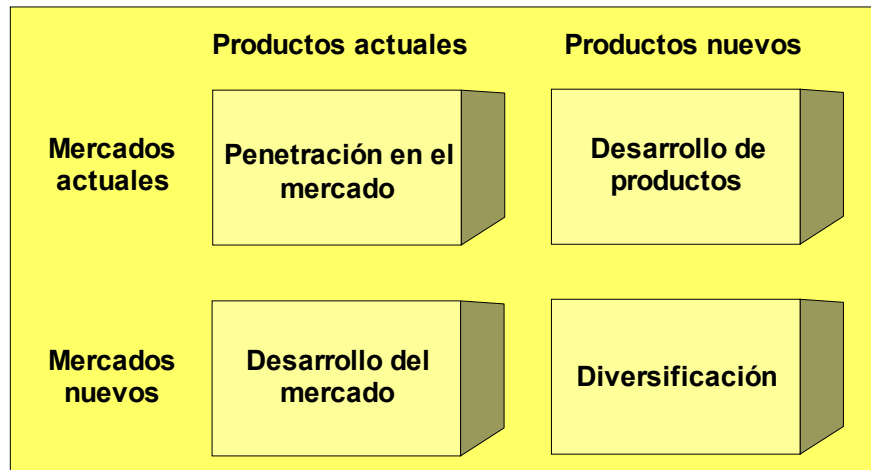 Productos actuales
Productos nuevos
Mercados
actuales
Penetración en el
mercado
Desarrollo de
productos
Mercados
nuevos
Desarrollo del
mercado
Diversificación